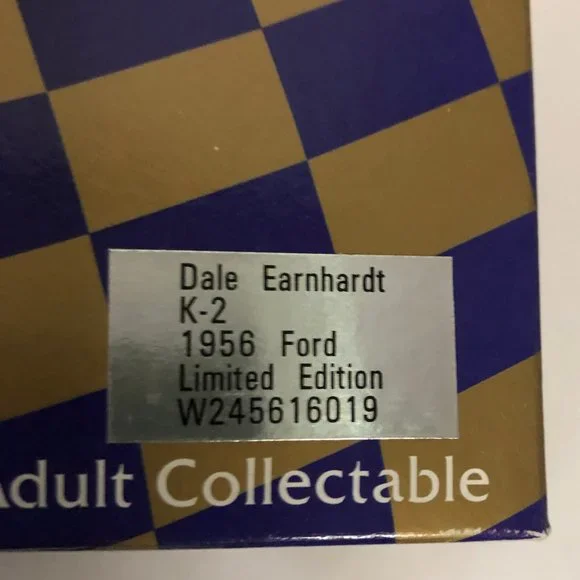 Dale Earnhardt
K-2
1956 Ford
Limited Edition
W245616019
Adult Collectable